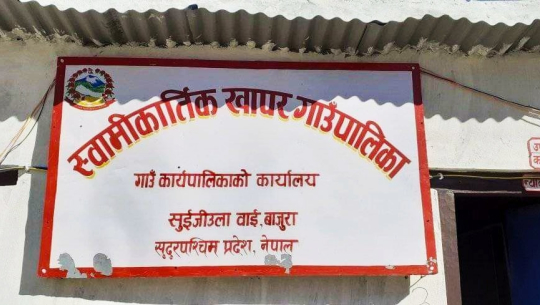 स्वामीकार्तिक खापर गाउँपालिका
गाउँ कार्यपालिकाको कार्यालय
सुईजीउला वाई, बाजुरा
सुदुरपश्चिम प्रदेश, नेपाल